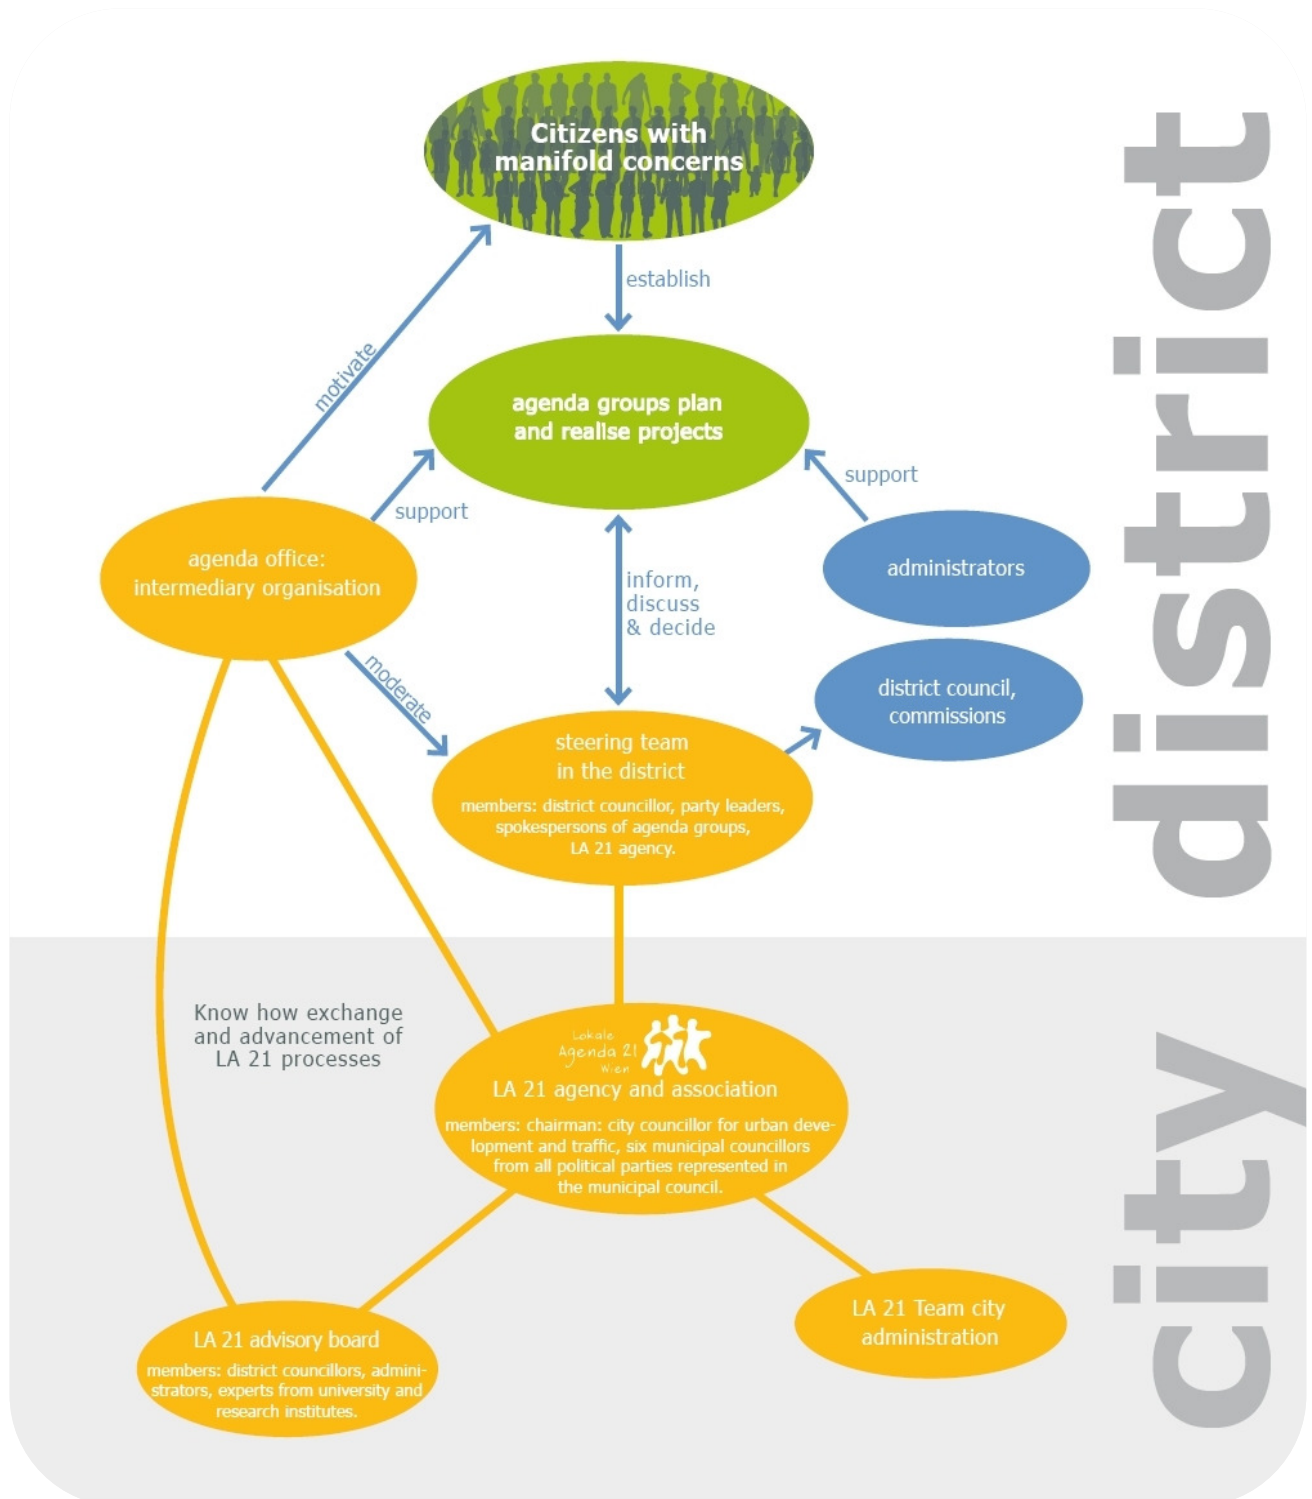 Citizens with
manifold concerns
establish
motivate
agenda groups plan
and realise projects
support
support
agenda office:
intermediary organisation
administrators
inform,
discuss
& decide
moderate
district council,
commissions
steering team
in the district
members: district councillor, party leaders,
spokespersons of agenda groups,
LA 21 agency.
district
Know how exchange
and advancement of
LA 21 processes
Lokale
Agenda 21
Wien
LA 21 agency and association
members: chairman: city councillor for urban deve-
lopment and traffic, six municipal councillors
from all political parties represented in
the municipal council.
LA 21 Team city
administration
LA 21 advisory board
members: district councillors, admini-
strators, experts from university and
research institutes.
city